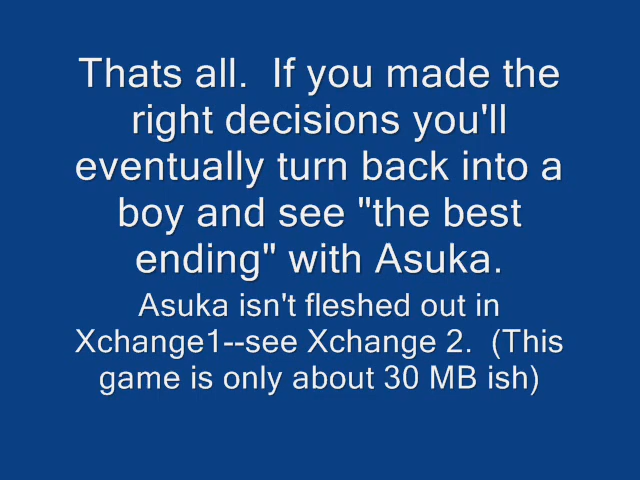 Thats all.  If you made the
right decisions you'll
eventually turn back into a
boy and see "the best
ending" with Asuka.
Asuka isn't fleshed out in
Xchange1--see Xchange 2.  (This
game is only about 30 MB ish)